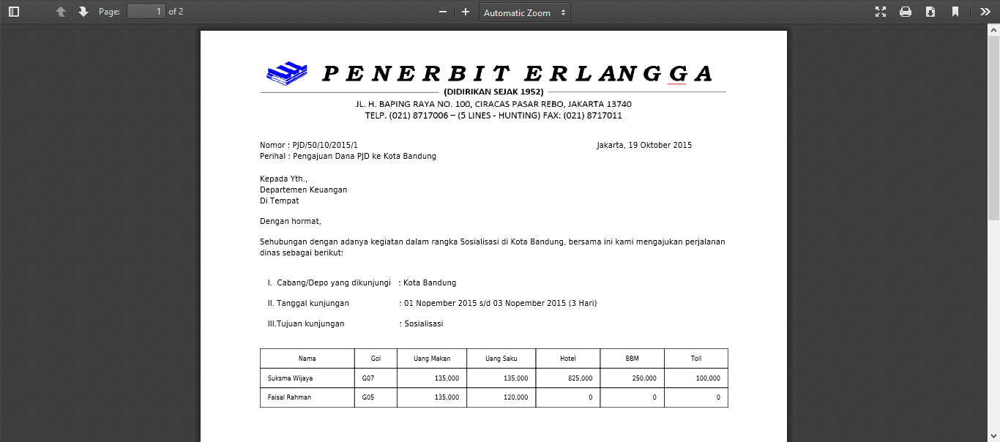 Page: 1 of 2 Automatic Zoom
PENERBIT ERLANGGA
(DIDIRIKAN SEJAK 1952)
JL. H. BAPING RAYA NO. 100, CIRACAS PASAR REBO, JAKARTA 13740
TELP. (021) 8717006 – (5 LINES - HUNTING) FAX: (021) 8717011
Nomor : PJD/50/10/2015/1 Jakarta, 19 Oktober 2015
Perihal : Pengajuan Dana PJD ke Kota Bandung
Kepada Yth.,
Departemen Keuangan
Di Tempat
Dengan hormat,
Sehubungan dengan adanya kegiatan dalam rangka Sosialisasi di Kota Bandung, bersama ini kami mengajukan perjalanan
dinas sebagai berikut:
I. Cabang/Depo yang dikunjungi : Kota Bandung
II. Tanggal kunjungan : 01 Nopember 2015 s/d 03 Nopember 2015 (3 Hari)
III.Tujuan kunjungan : Sosialisasi
Nama Gol Uang Makan Uang Saku Hotel BBM Toll
Suksma Wijaya G07 135,000 135,000 825,000 250,000 100,000
Faisal Rahman G05 135,000 120,000 0 0 0